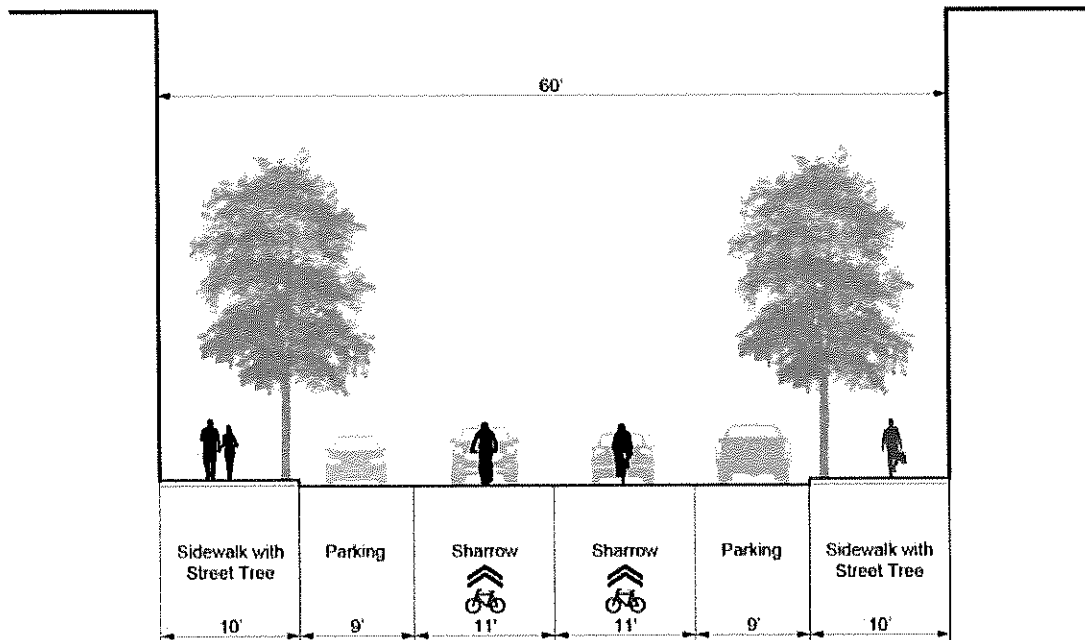 60'
Sidewalk with
Street Tree
Parking
Sharrow
Sharrow
Parking
Sidewalk with
Street Tree
10'
9'
11'
11'
9'
10'